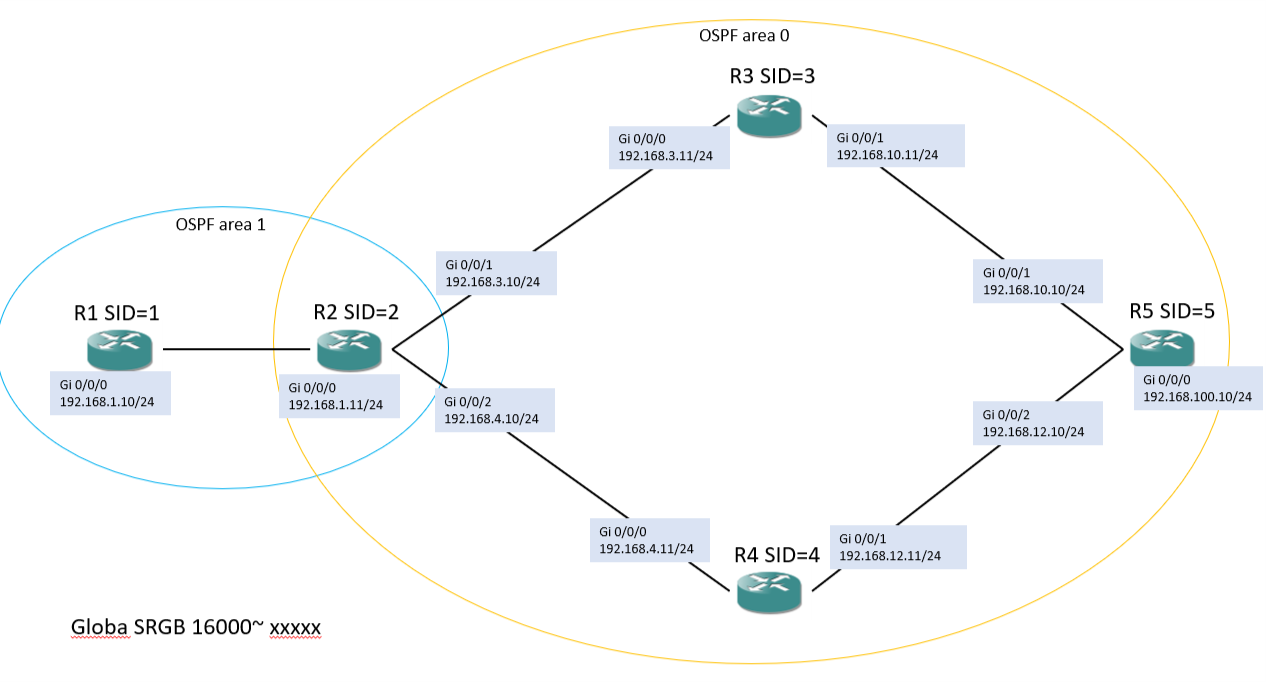 OSPF area 0
R3 SID=3
Gi 0/0/0
192.168.3.11/24
Gi 0/0/1
192.168.10.11/24
OSPF area 1
Gi 0/0/1
192.168.3.10/24
Gi 0/0/1
192.168.10.10/24
R1 SID=1
R2 SID=2
R5 SID=5
Gi 0/0/0
192.168.1.10/24
Gi 0/0/0
192.168.1.11/24
Gi 0/0/2
192.168.4.10/24
Gi 0/0/2
192.168.12.10/24
Gi 0/0/0
192.168.100.10/24
Gi 0/0/0
192.168.4.11/24
R4 SID=4
Gi 0/0/1
192.168.12.11/24
Globa SRGB 16000~ xxxxx